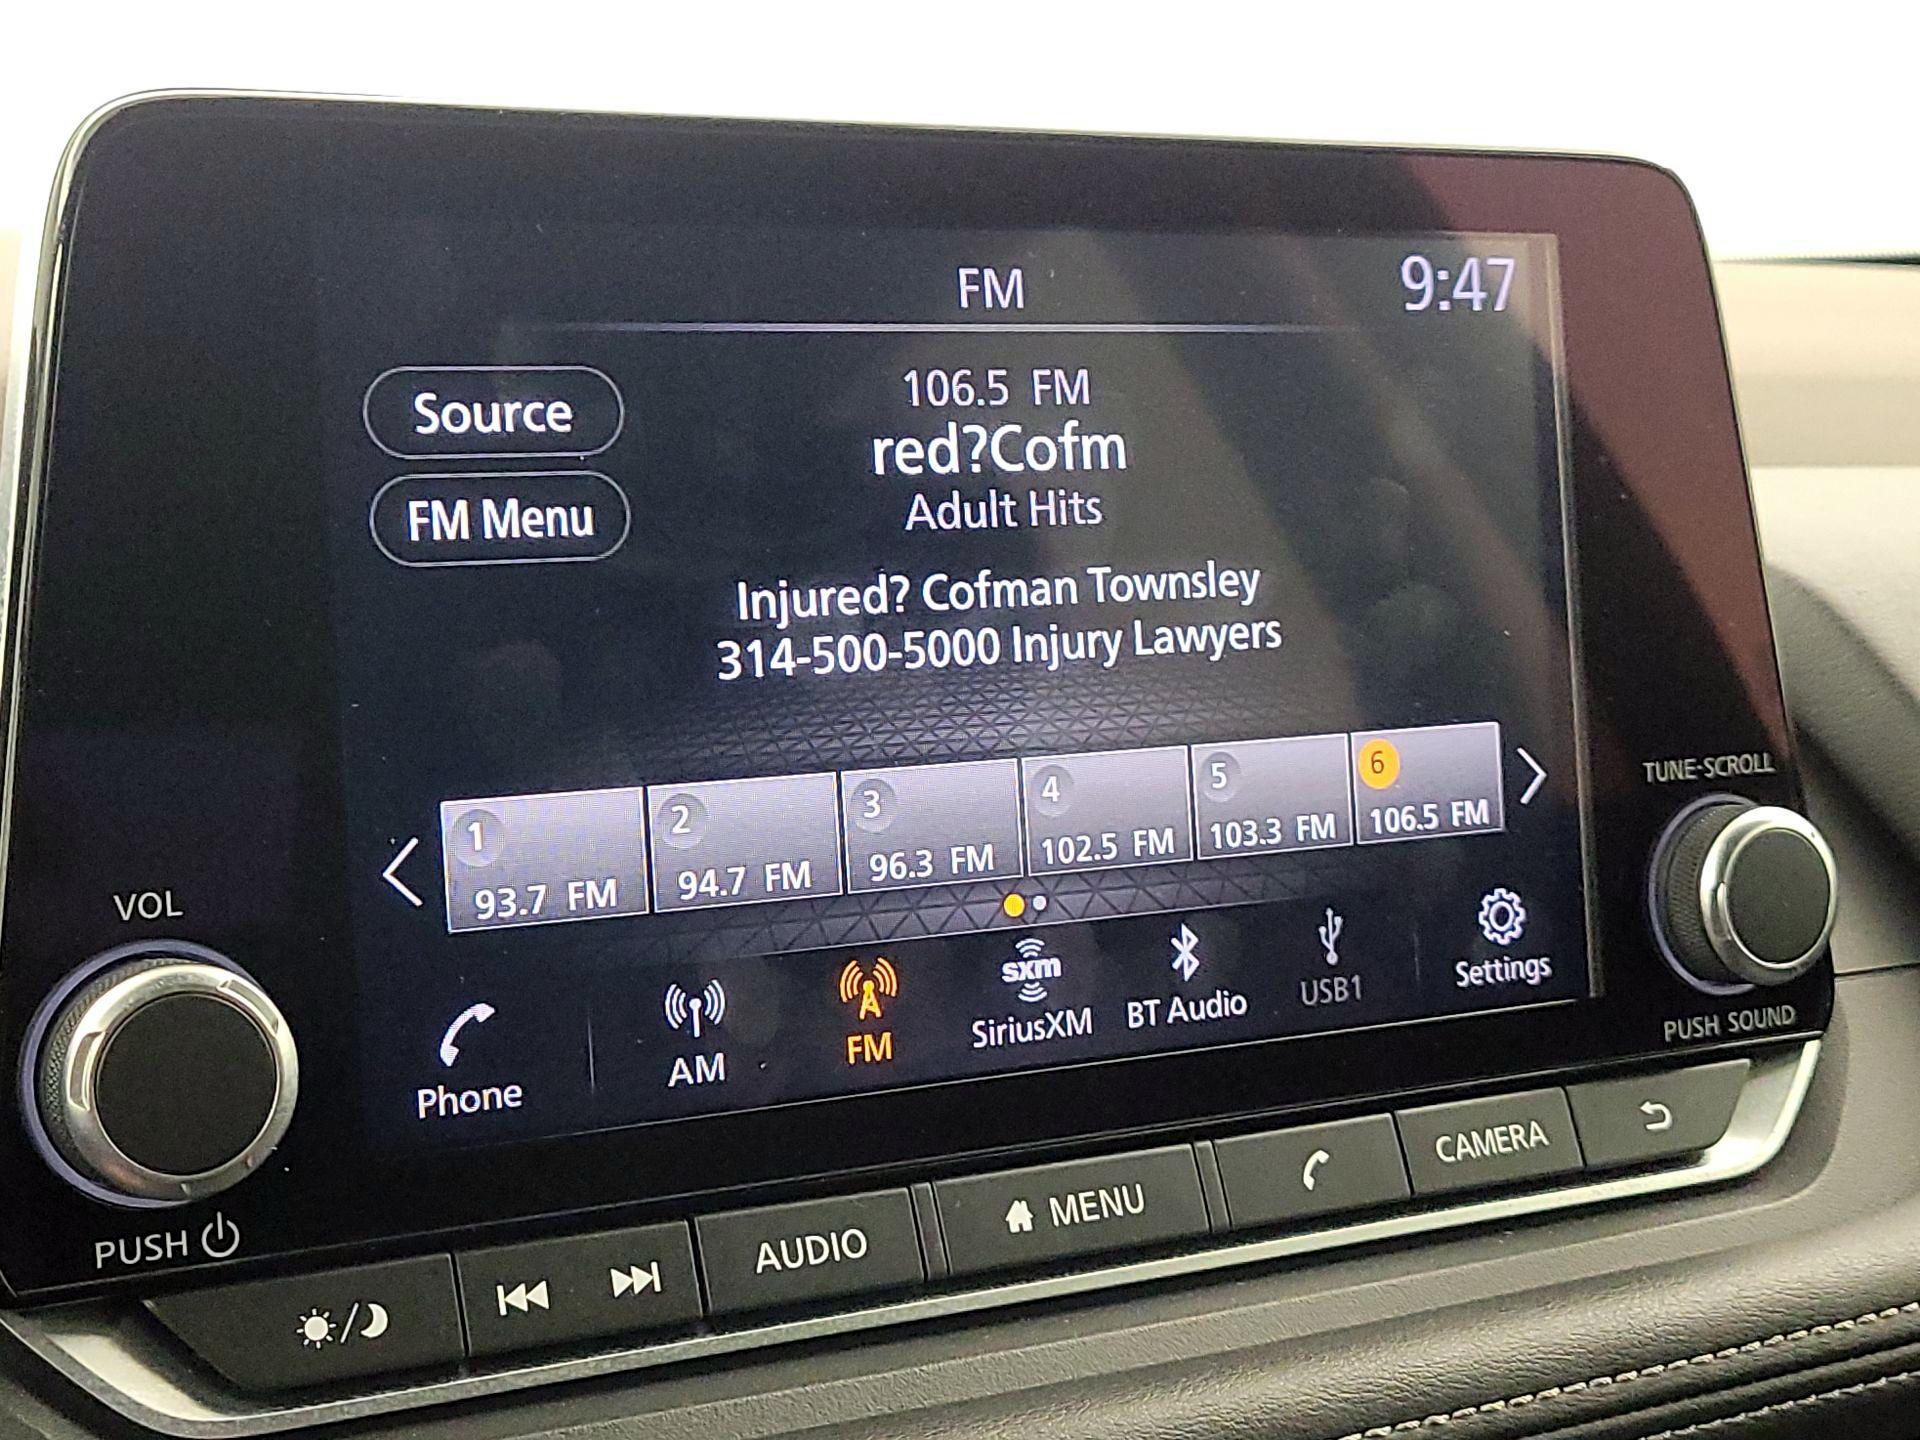 FM
9:47
Source
106.5 FM
red?Cofm
FM Menu
Adult Hits
Injured? Cofman Townsley
314-500-5000 Injury Lawyers
1
93.7 FM
2
94.7 FM
3
96.3 FM
4
102.5 FM
5
103.3 FM
6
106.5 FM
Phone
AM
FM
sxm
SiriusXM
BT Audio
USB1
Settings
VOL
PUSH
TUNE-SCROLL
PUSH SOUND
AUDIO
MENU
CAMERA